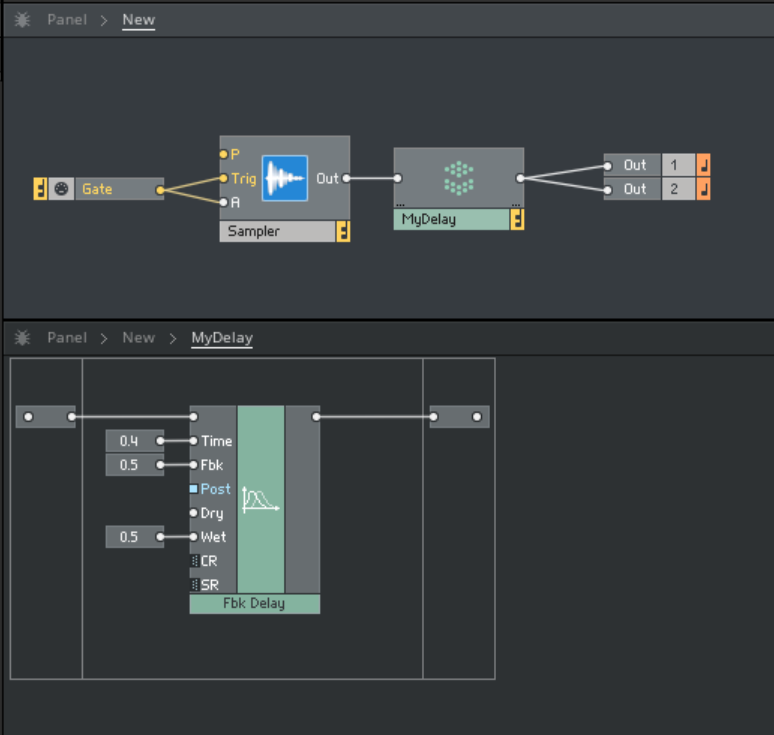 Panel > New
P
Gate
Trig
Out
A
Sampler
MyDelay
Out 1
Out 2
Panel > New > MyDelay
0.4
Time
0.5
Fbk
Post
Dry
0.5
Wet
CR
SR
Fbk Delay